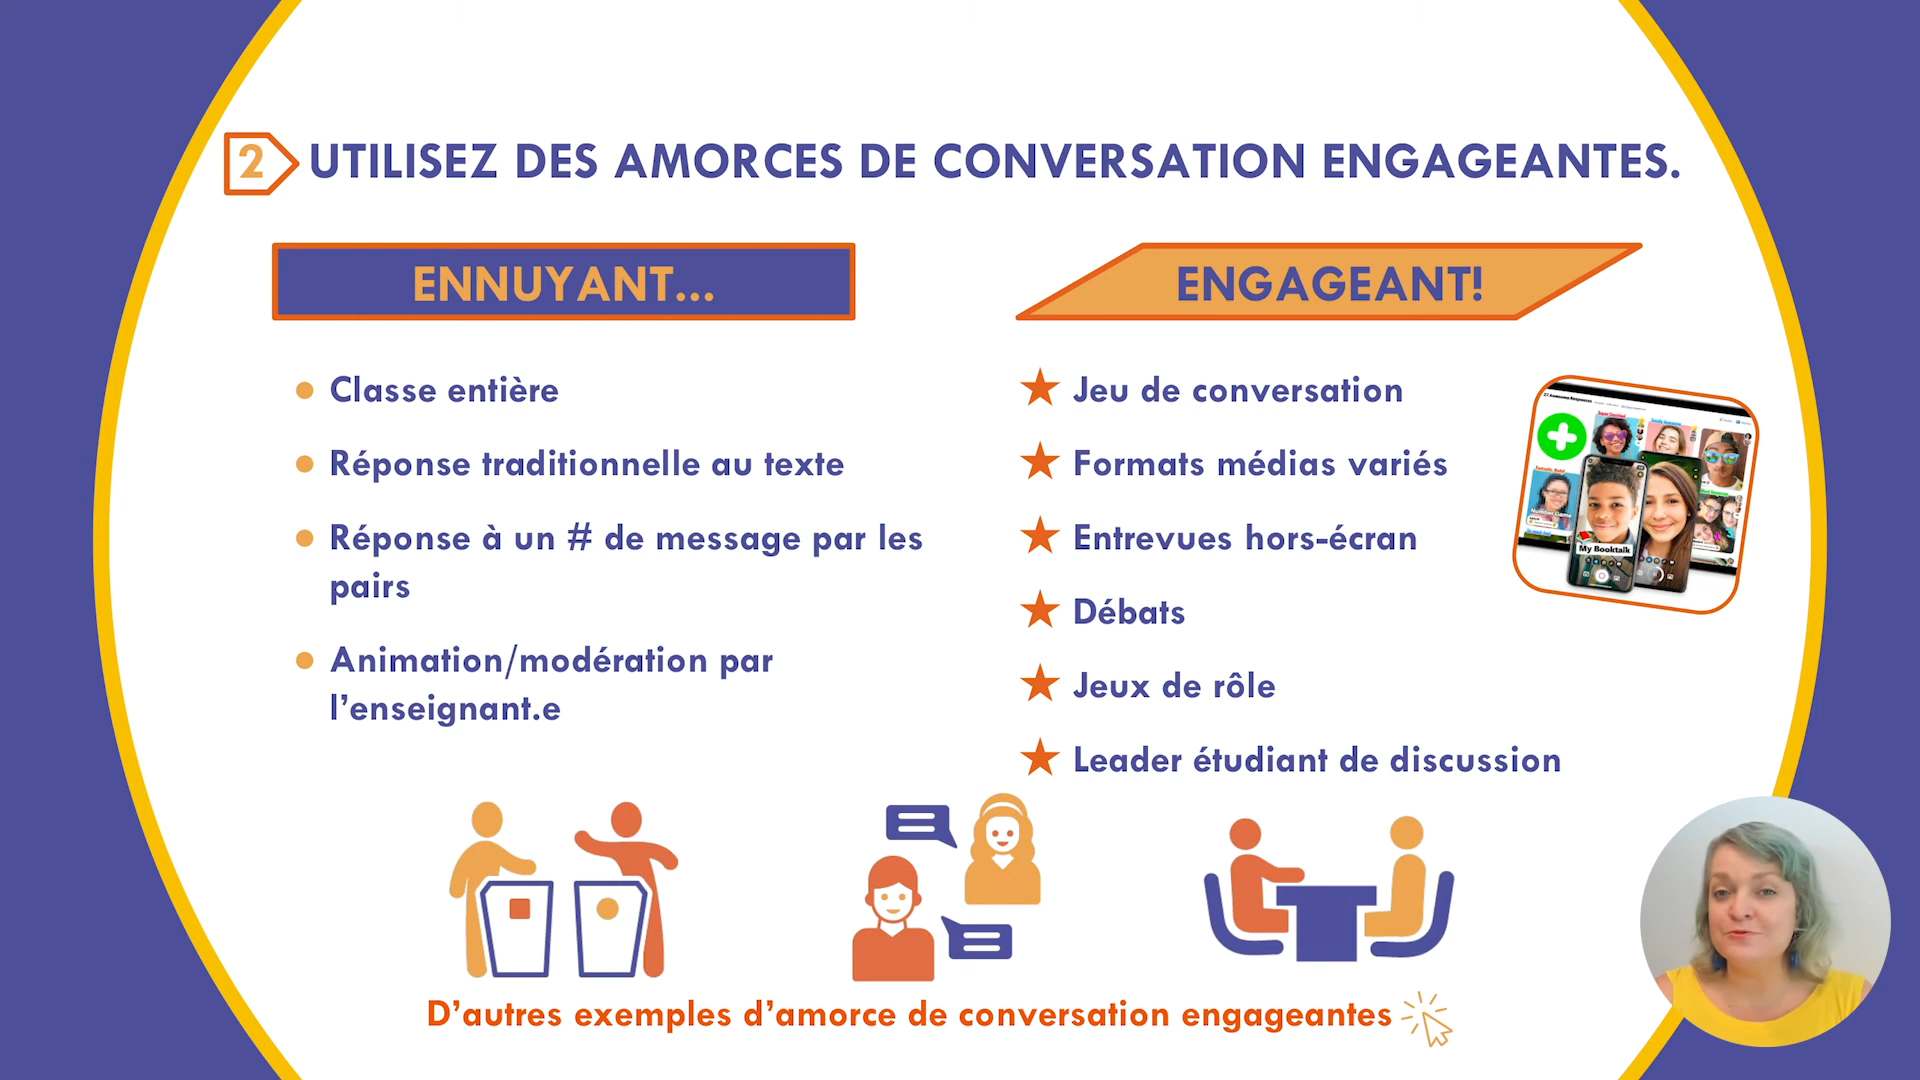 2 UTILISEZ DES AMORCES DE CONVERSATION ENGAGEANTES.
ENNUYANT...
• Classe entière
• Réponse traditionnelle au texte
• Réponse à un # de message par les
pairs
• Animation/modération par
l’enseignant.e
ENGAGEANT!
★ Jeu de conversation
★ Formats médias variés
★ Entrevues hors-écran
★ Débats
★ Jeux de rôle
★ Leader étudiant de discussion
My Booktalk
D’autres exemples d’amorce de conversation engageantes